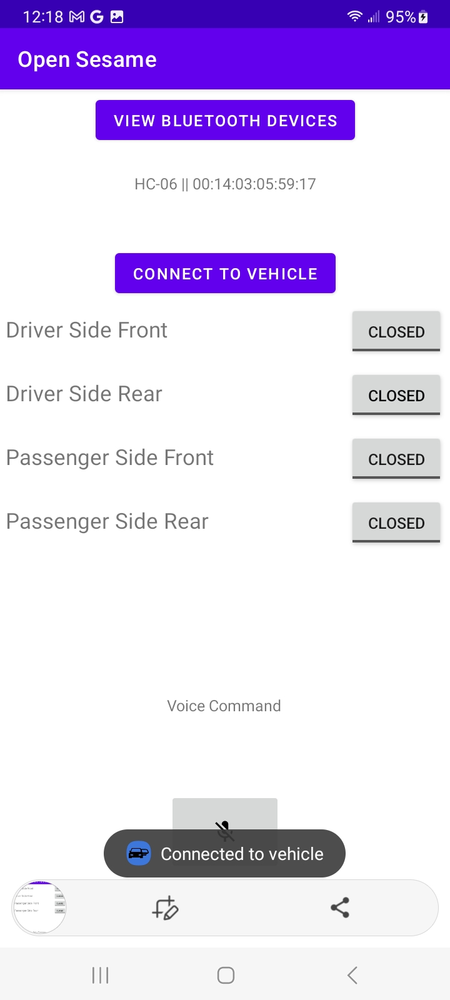 12:18 95%
Open Sesame
VIEW BLUETOOTH DEVICES
HC-06 || 00:14:03:05:59:17
CONNECT TO VEHICLE
Driver Side Front CLOSED
Driver Side Rear CLOSED
Passenger Side Front CLOSED
Passenger Side Rear CLOSED
Voice Command
Connected to vehicle